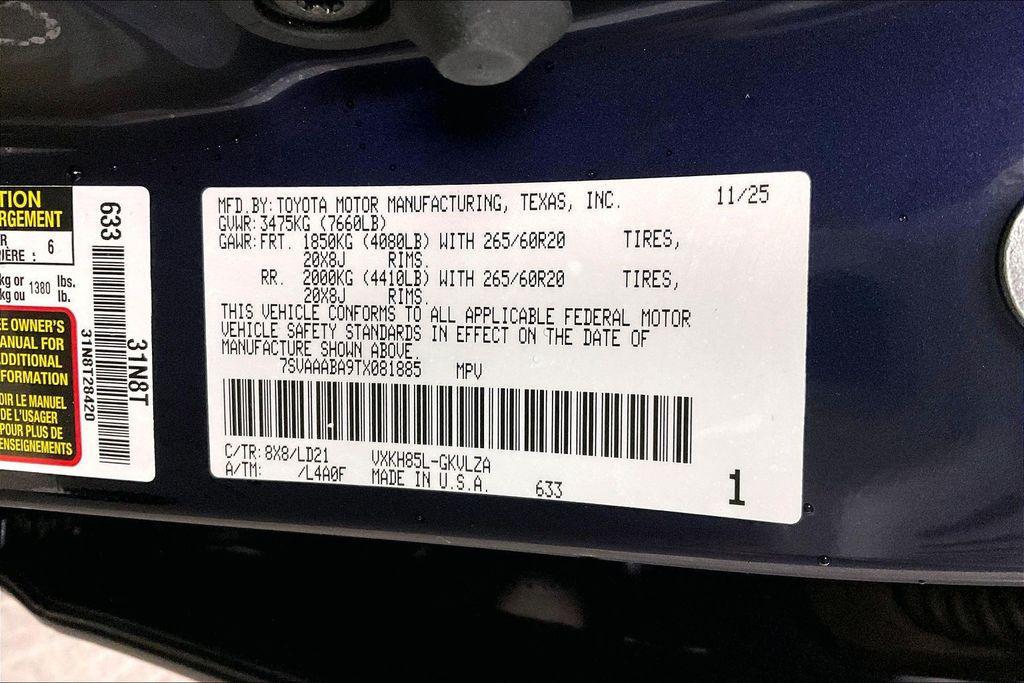 TION
RGEMENT
R
IÈRE : 6
kg or 1380 lbs.
kg ou lb.
EE OWNER'S
ANUAL FOR
DDITIONAL
FORMATION
OIR LE MANUEL
DE L'USAGER
POUR PLUS DE
ENSEIGNEMENTS
633
31N8T
31N8T28420
MFD.BY: TOYOTA MOTOR MANUFACTURING, TEXAS, INC. 11/25
GVWR: 3475KG (7660LB)
GAWR: FRT. 1850KG (4080LB) WITH 265/60R20 TIRES,
20X8J RIMS.
RR. 2000KG (4410LB) WITH 265/60R20 TIRES,
20X8J RIMS.
THIS VEHICLE CONFORMS TO ALL APPLICABLE FEDERAL MOTOR
VEHICLE SAFETY STANDARDS IN EFFECT ON THE DATE OF
MANUFACTURE SHOWN ABOVE.
7SVAAABA9TX081885 MPV
C/TR: 8X8/LD21 VXKH85L-GKVLZA
A/TM: /L4A0F MADE IN U.S.A. 633
1